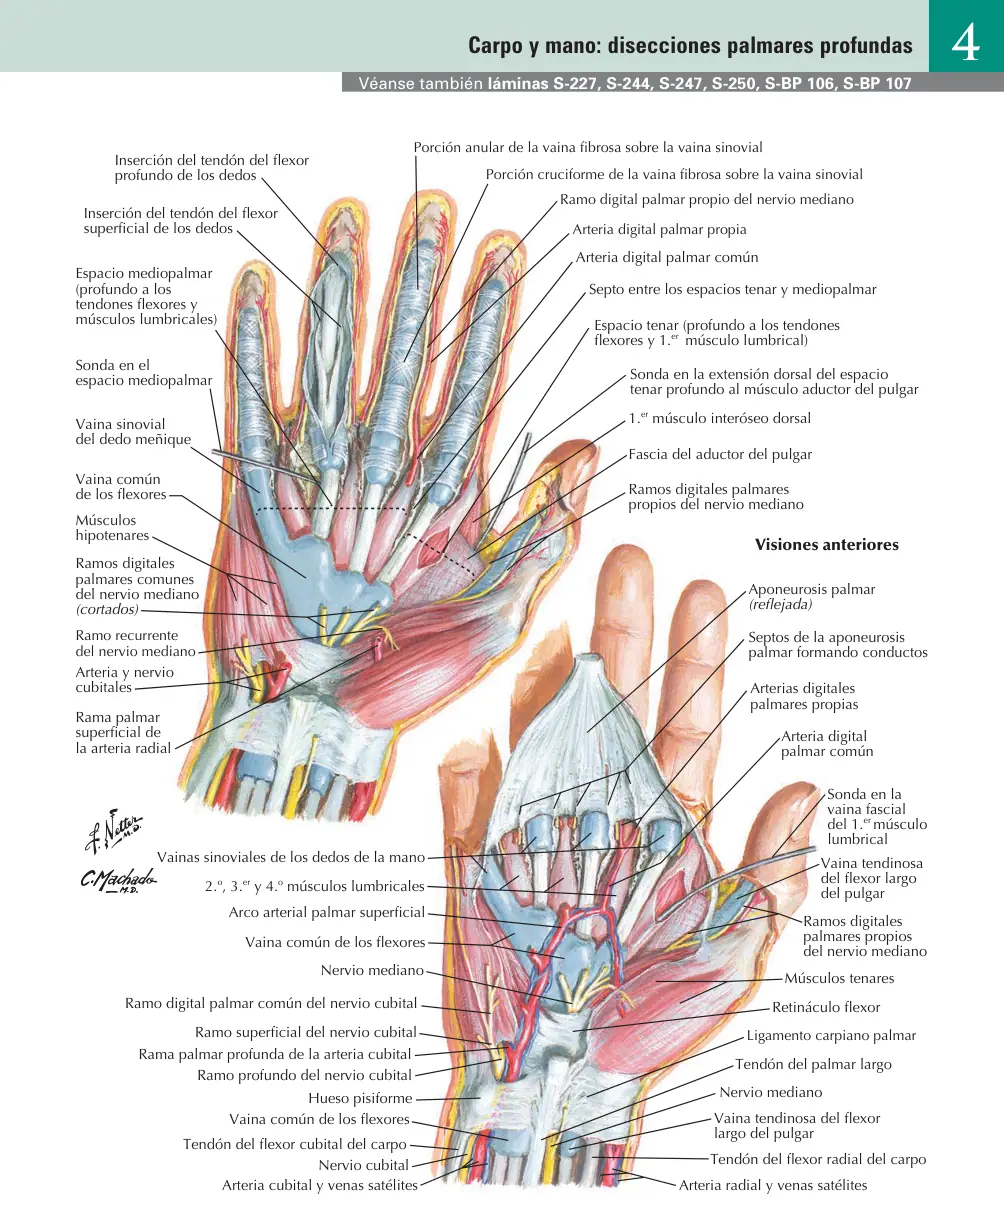 Carpo y mano: disecciones palmares profundas
4
Véanse también láminas S-227, S-244, S-247, S-250, S-BP 106, S-BP 107
Porción anular de la vaina fibrosa sobre la vaina sinovial
Inserción del tendón del flexor
profundo de los dedos
Porción cruciforme de la vaina fibrosa sobre la vaina sinovial
Ramo digital palmar propio del nervio mediano
Inserción del tendón del flexor
superficial de los dedos
Arteria digital palmar propia
Arteria digital palmar común
Espacio mediopalmar
(profundo a los
tendones flexores y
músculos lumbricales)
Septo entre los espacios tenar y mediopalmar
Espacio tenar (profundo a los tendones
flexores y 1.er músculo lumbrical)
Sonda en el
espacio mediopalmar
Sonda en la extensión dorsal del espacio
tenar profundo al músculo aductor del pulgar
1.er músculo interóseo dorsal
Vaina sinovial
del dedo meñique
Fascia del aductor del pulgar
Vaina común
de los flexores
Ramos digitales palmares
propios del nervio mediano
Músculos
hipotenares
Visiones anteriores
Ramos digitales
palmares comunes
del nervio mediano
(cortados)
Aponeurosis palmar
(reflejada)
Ramo recurrente
del nervio mediano
Septos de la aponeurosis
palmar formando conductos
Arteria y nervio
cubitales
Arterias digitales
palmares propias
Rama palmar
superficial de
la arteria radial
Arteria digital
palmar común
Sonda en la
vaina fascial
del 1.er músculo
lumbrical
F. Netter
M.D.
C. Machado
M.D.
Vainas sinoviales de los dedos de la mano
Vaina tendinosa
del flexor largo
del pulgar
2.º, 3.er y 4.º músculos lumbricales
Arco arterial palmar superficial
Ramos digitales
palmares propios
del nervio mediano
Vaina común de los flexores
Nervio mediano
Músculos tenares
Ramo digital palmar común del nervio cubital
Retináculo flexor
Ramo superficial del nervio cubital
Ligamento carpiano palmar
Rama palmar profunda de la arteria cubital
Tendón del palmar largo
Ramo profundo del nervio cubital
Nervio mediano
Hueso pisiforme
Vaina común de los flexores
Vaina tendinosa del flexor
largo del pulgar
Tendón del flexor cubital del carpo
Tendón del flexor radial del carpo
Nervio cubital
Arteria cubital y venas satélites
Arteria radial y venas satélites